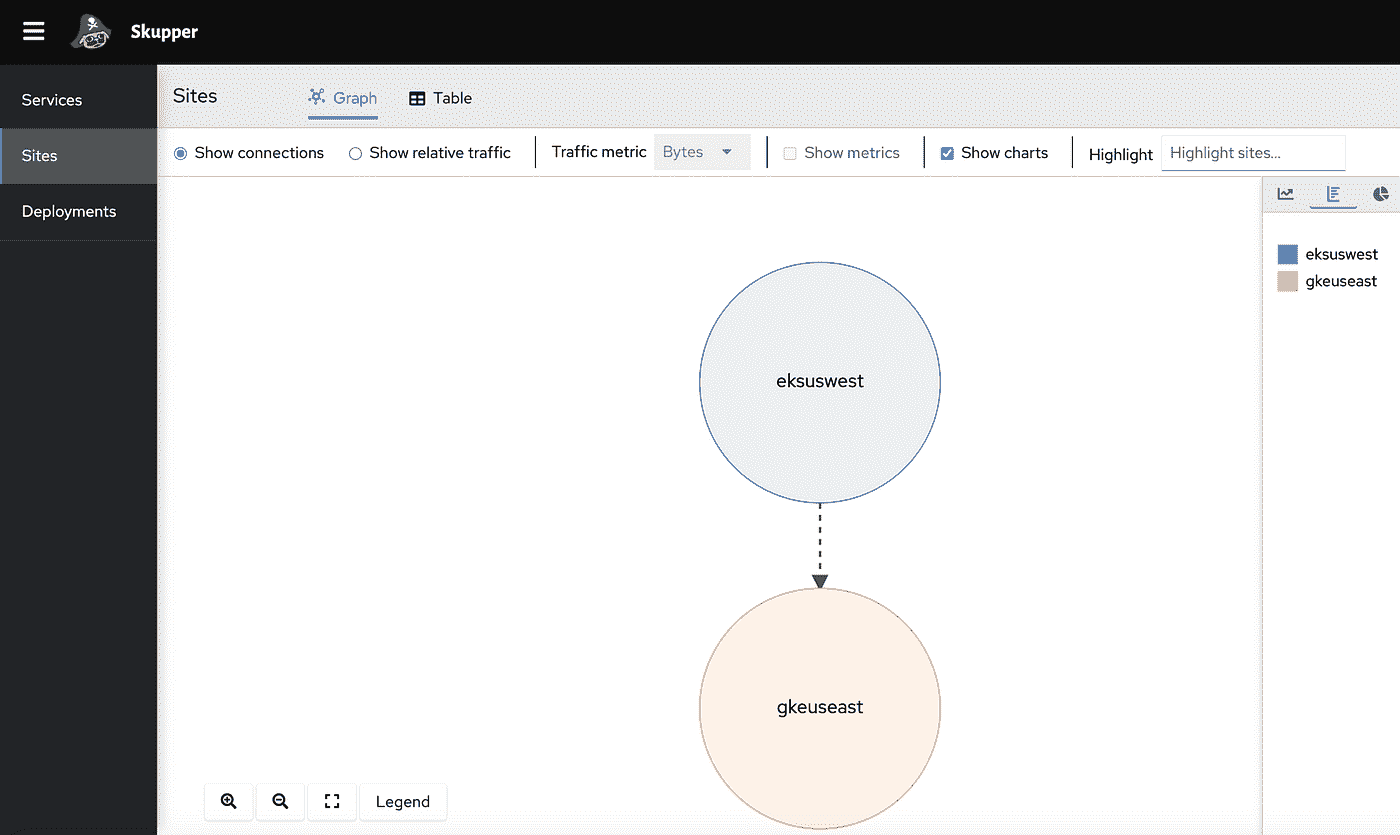 Skupper
Services
Sites
Deployments
Sites
Graph
Table
Show connections
Show relative traffic
Traffic metric
Bytes
Show metrics
Show charts
Highlight
Highlight sites...
eksuswest
gkeuseast
eksuswest
gkeuseast
Legend